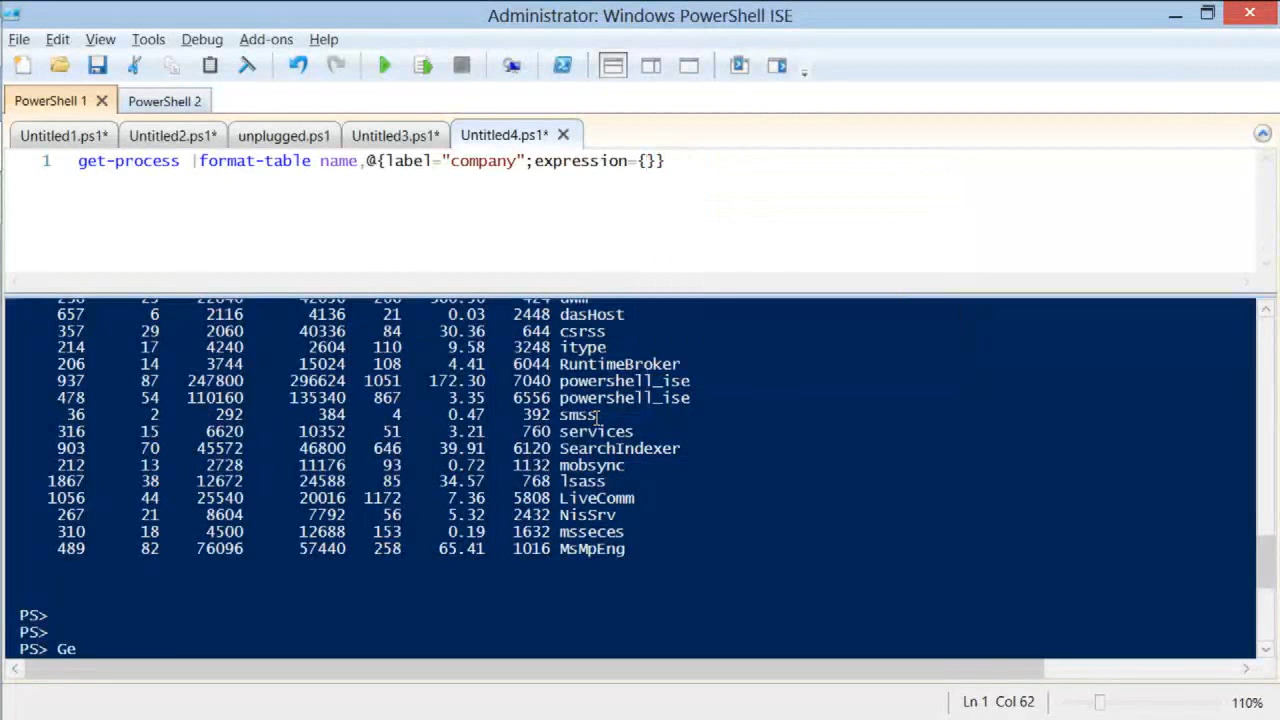 Administrator: Windows PowerShell ISE
File Edit View Tools Debug Add-ons Help
PowerShell 1 PowerShell 2
Untitled1.ps1* Untitled2.ps1* unplugged.ps1 Untitled3.ps1* Untitled4.ps1*
1 get-process |format-table name,@{label="company";expression={}}
657 6 2116 4136 21 0.03 2448 dasHost
357 29 2060 40336 84 30.36 644 csrss
214 17 4240 2604 110 9.58 3248 itype
206 14 3744 15024 108 4.41 6044 RuntimeBroker
937 87 247800 296624 1051 172.30 7040 powershell_ise
478 54 110160 135340 867 3.35 6556 powershell_ise
36 2 292 384 4 0.47 392 smss
316 15 6620 10352 51 3.21 760 services
903 70 45572 46800 646 39.91 6120 SearchIndexer
212 13 2728 11176 93 0.72 1132 mobsync
1867 38 12672 24588 85 34.57 768 lsass
1056 44 25540 20016 1172 7.36 5808 LiveComm
267 21 8604 7792 56 5.32 2432 NisSrv
310 18 4500 12688 153 0.19 1632 msseces
489 82 76096 57440 258 65.41 1016 MsMpEng
PS>
PS>
PS> Ge
Ln 1 Col 62 110%